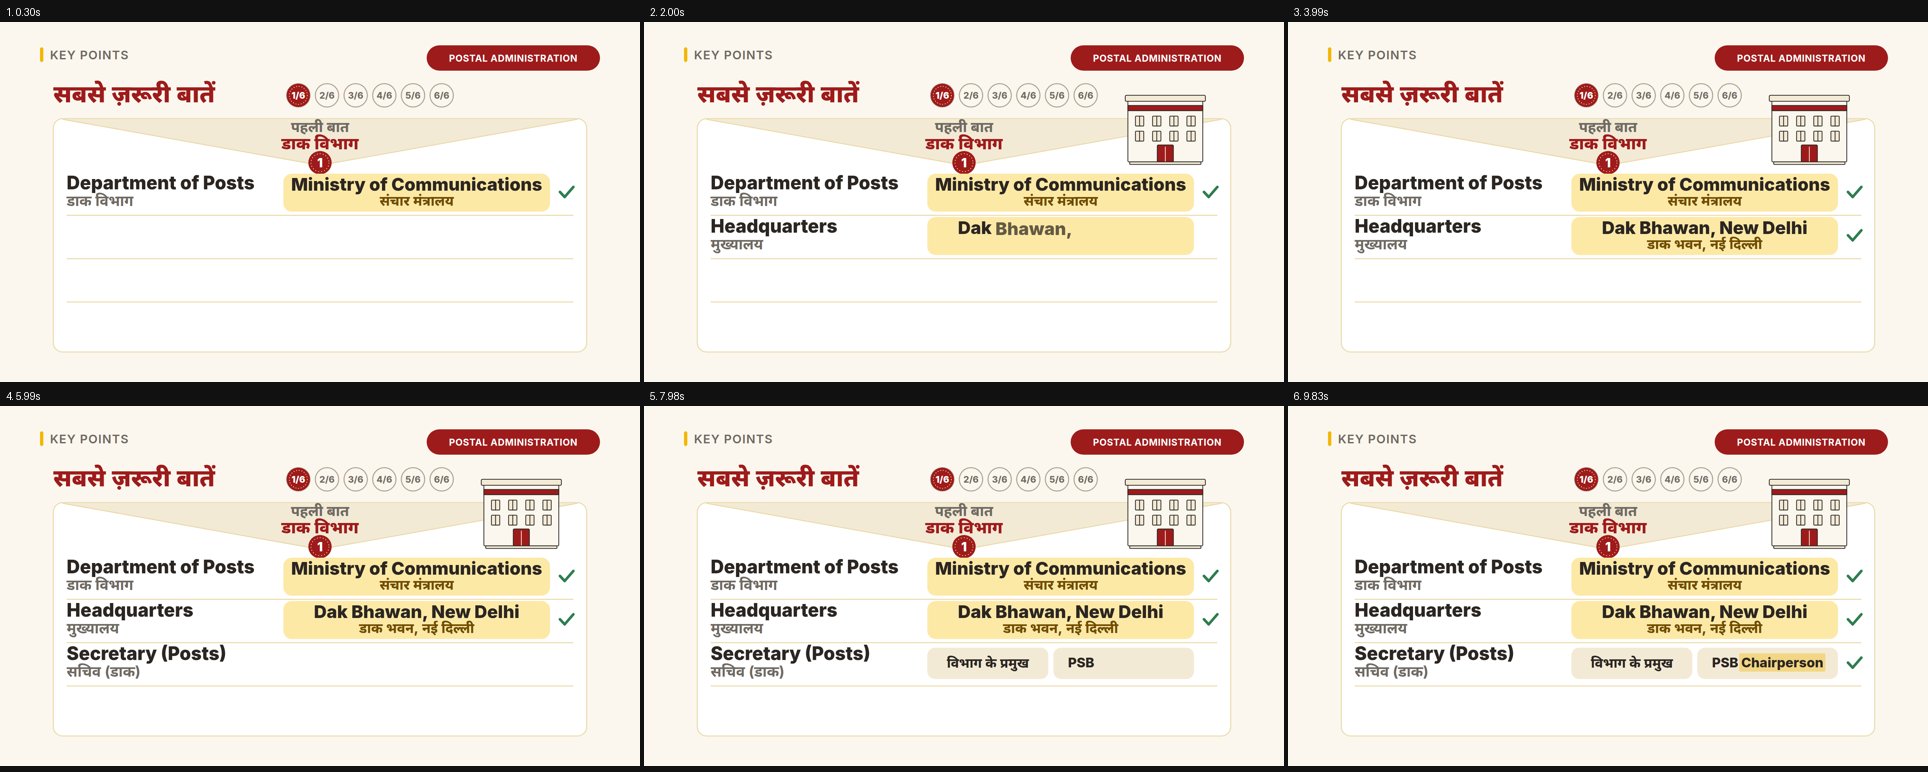 1. 0.30s
KEY POINTS
POSTAL ADMINISTRATION
सबसे ज़रूरी बातें
1/6 2/6 3/6 4/6 5/6 6/6
पहली बात
डाक विभाग
1
Department of Posts
डाक विभाग
Ministry of Communications
संचार मंत्रालय
2. 2.00s
KEY POINTS
POSTAL ADMINISTRATION
सबसे ज़रूरी बातें
1/6 2/6 3/6 4/6 5/6 6/6
पहली बात
डाक विभाग
1
Department of Posts
डाक विभाग
Ministry of Communications
संचार मंत्रालय
Headquarters
मुख्यालय
Dak Bhawan,
3. 3.99s
KEY POINTS
POSTAL ADMINISTRATION
सबसे ज़रूरी बातें
1/6 2/6 3/6 4/6 5/6 6/6
पहली बात
डाक विभाग
1
Department of Posts
डाक विभाग
Ministry of Communications
संचार मंत्रालय
Headquarters
मुख्यालय
Dak Bhawan, New Delhi
डाक भवन, नई दिल्ली
4. 5.99s
KEY POINTS
POSTAL ADMINISTRATION
सबसे ज़रूरी बातें
1/6 2/6 3/6 4/6 5/6 6/6
पहली बात
डाक विभाग
1
Department of Posts
डाक विभाग
Ministry of Communications
संचार मंत्रालय
Headquarters
मुख्यालय
Dak Bhawan, New Delhi
डाक भवन, नई दिल्ली
Secretary (Posts)
सचिव (डाक)
5. 7.98s
KEY POINTS
POSTAL ADMINISTRATION
सबसे ज़रूरी बातें
1/6 2/6 3/6 4/6 5/6 6/6
पहली बात
डाक विभाग
1
Department of Posts
डाक विभाग
Ministry of Communications
संचार मंत्रालय
Headquarters
मुख्यालय
Dak Bhawan, New Delhi
डाक भवन, नई दिल्ली
Secretary (Posts)
सचिव (डाक)
विभाग के प्रमुख
PSB
6. 9.83s
KEY POINTS
POSTAL ADMINISTRATION
सबसे ज़रूरी बातें
1/6 2/6 3/6 4/6 5/6 6/6
पहली बात
डाक विभाग
1
Department of Posts
डाक विभाग
Ministry of Communications
संचार मंत्रालय
Headquarters
मुख्यालय
Dak Bhawan, New Delhi
डाक भवन, नई दिल्ली
Secretary (Posts)
सचिव (डाक)
विभाग के प्रमुख
PSB Chairperson